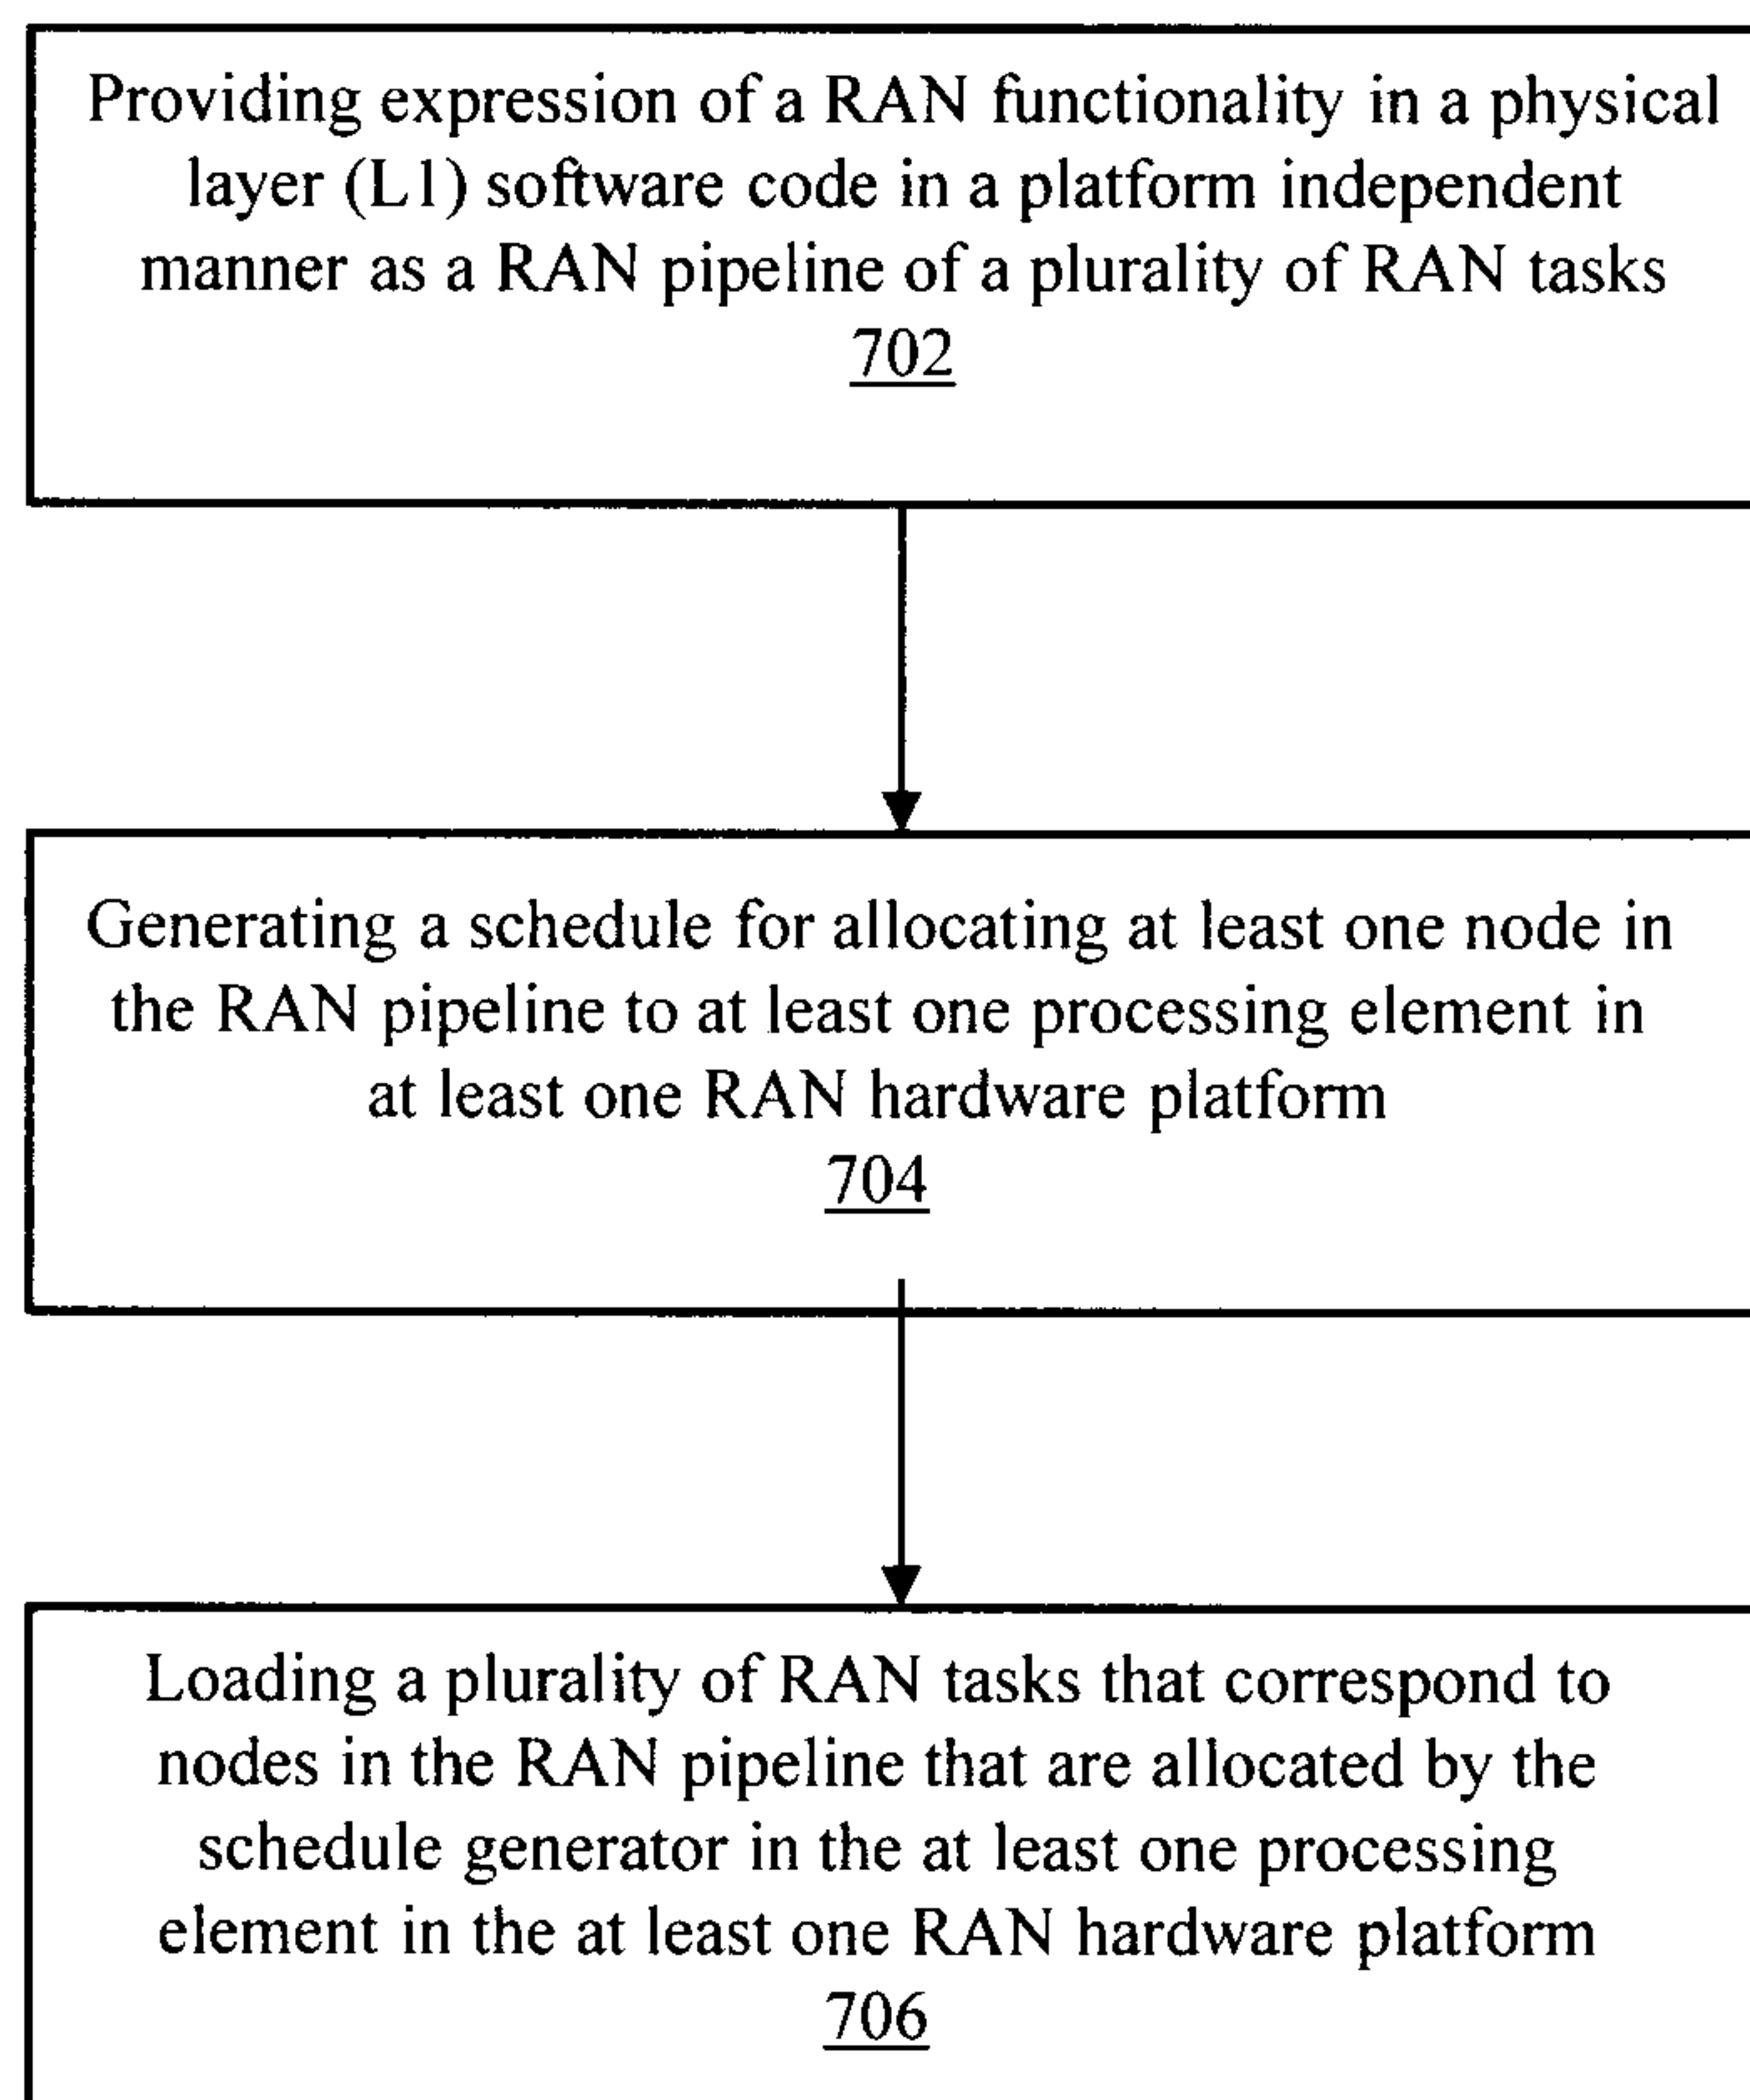 Providing expression of a RAN functionality in a physical
layer (L1) software code in a platform independent
manner as a RAN pipeline of a plurality of RAN tasks
702
Generating a schedule for allocating at least one node in
the RAN pipeline to at least one processing element in
at least one RAN hardware platform
704
Loading a plurality of RAN tasks that correspond to
nodes in the RAN pipeline that are allocated by the
schedule generator in the at least one processing
element in the at least one RAN hardware platform
706